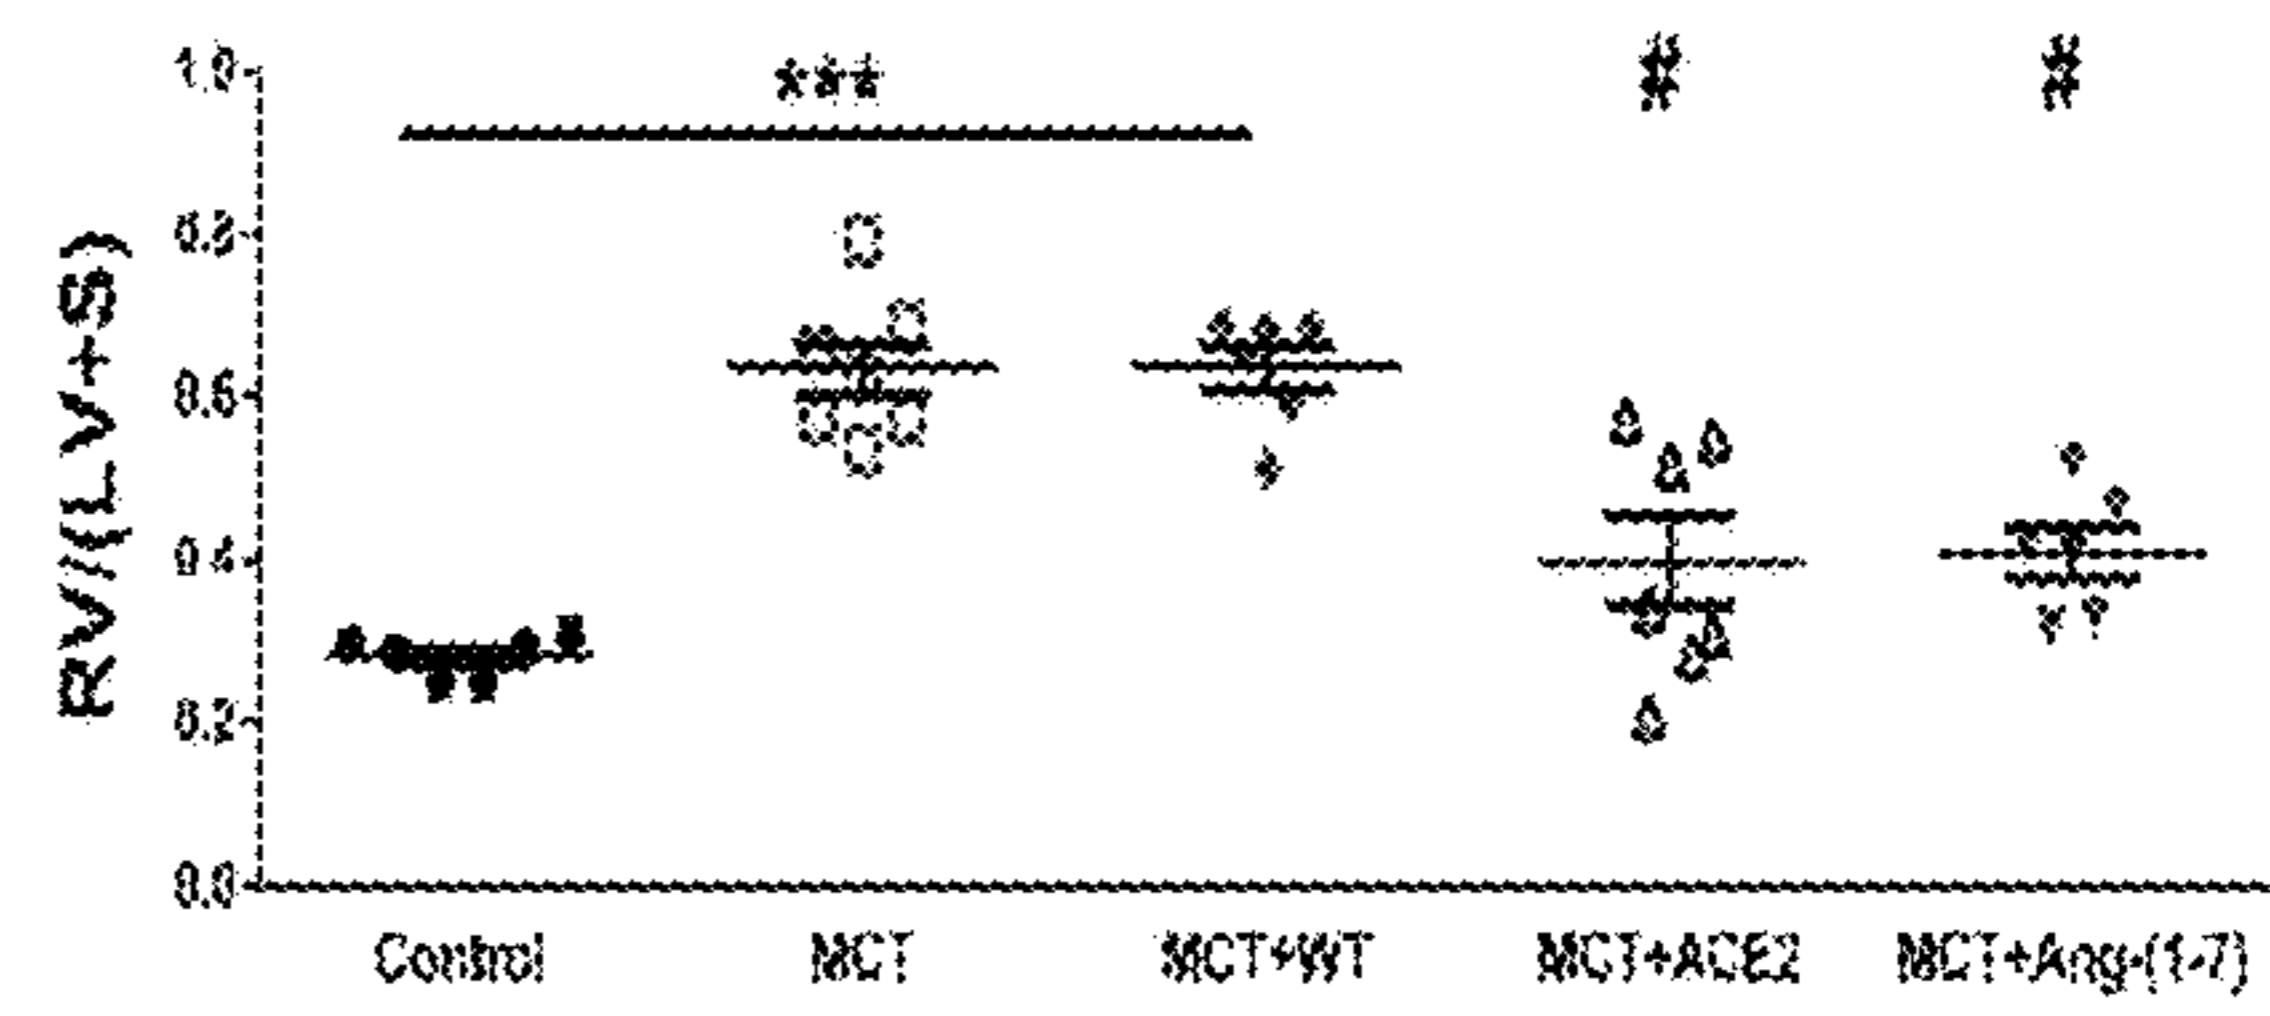 RV/(LV+S)
1.0
***
#
#
0.8
0.6
0.4
0.2
0.0
Control
MCT
MCT+WT
MCT+ACE2
MCT+Ang-(1-7)